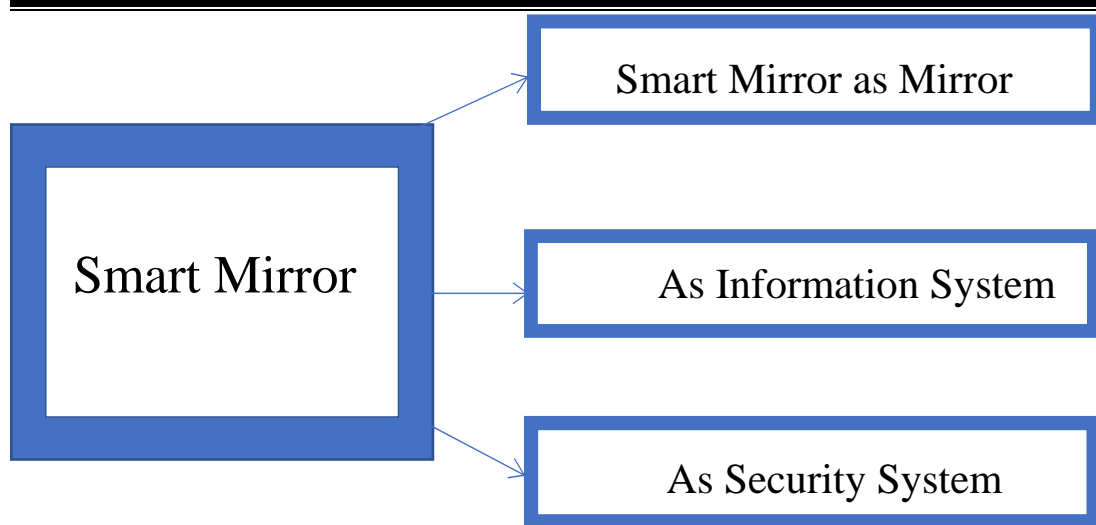 Smart Mirror as Mirror
Smart Mirror
As Information System
As Security System